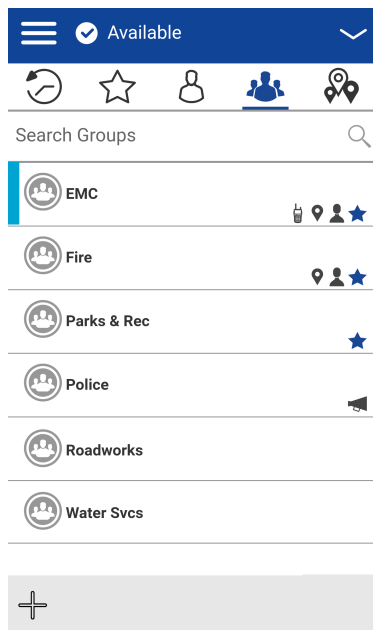 Available
Search Groups
EMC
Fire
Parks & Rec
Police
Roadworks
Water Svcs